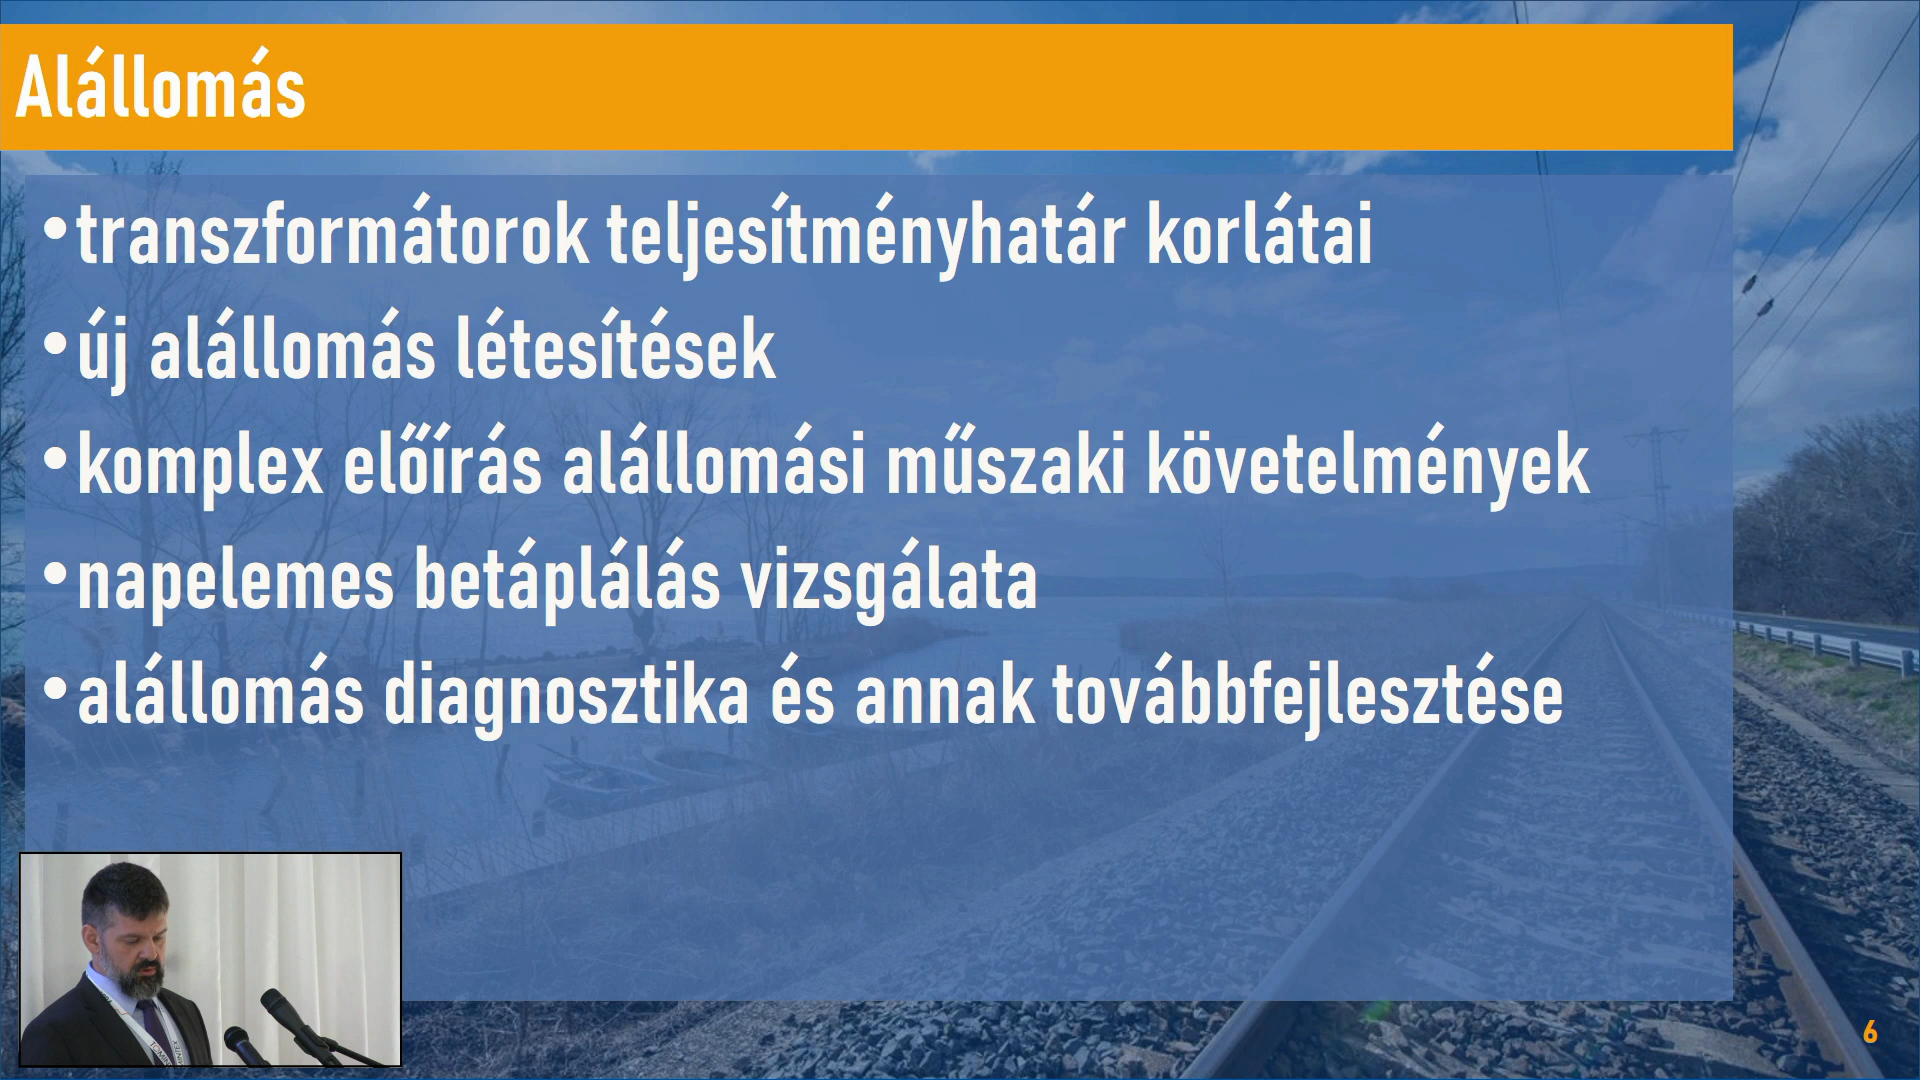 Alállomás
•transzformátorok teljesítményhatár korlátai
•új alállomás létesítések
•komplex előírás alállomási műszaki követelmények
•napelemes betáplálás vizsgálata
•alállomás diagnosztika és annak továbbfejlesztése
6